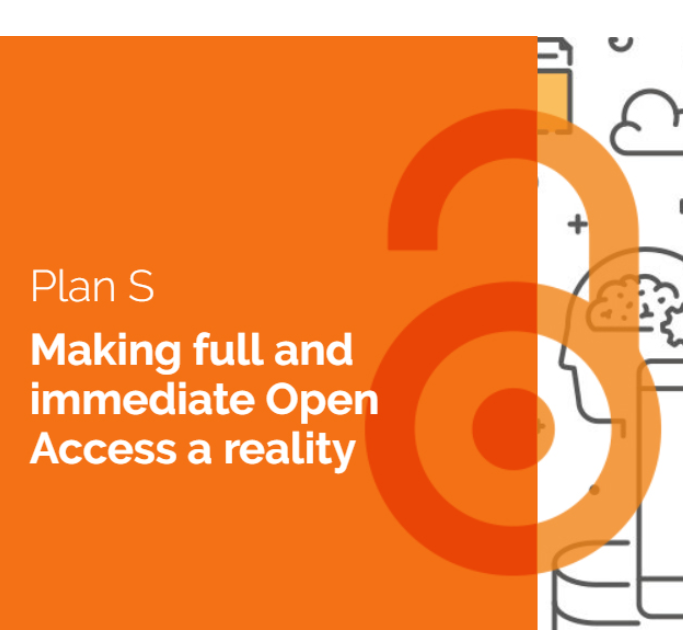 Plan S
Making full and
immediate Open
Access a reality